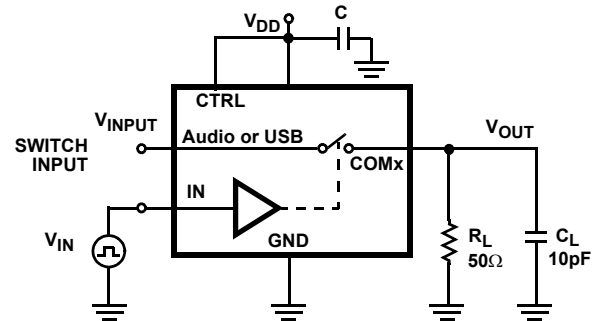 C
VDD
CTRL
VINPUT
Audio or USB
VOUT
SWITCH
INPUT
COMx
IN
VIN
GND
RL
50Ω
CL
10pF